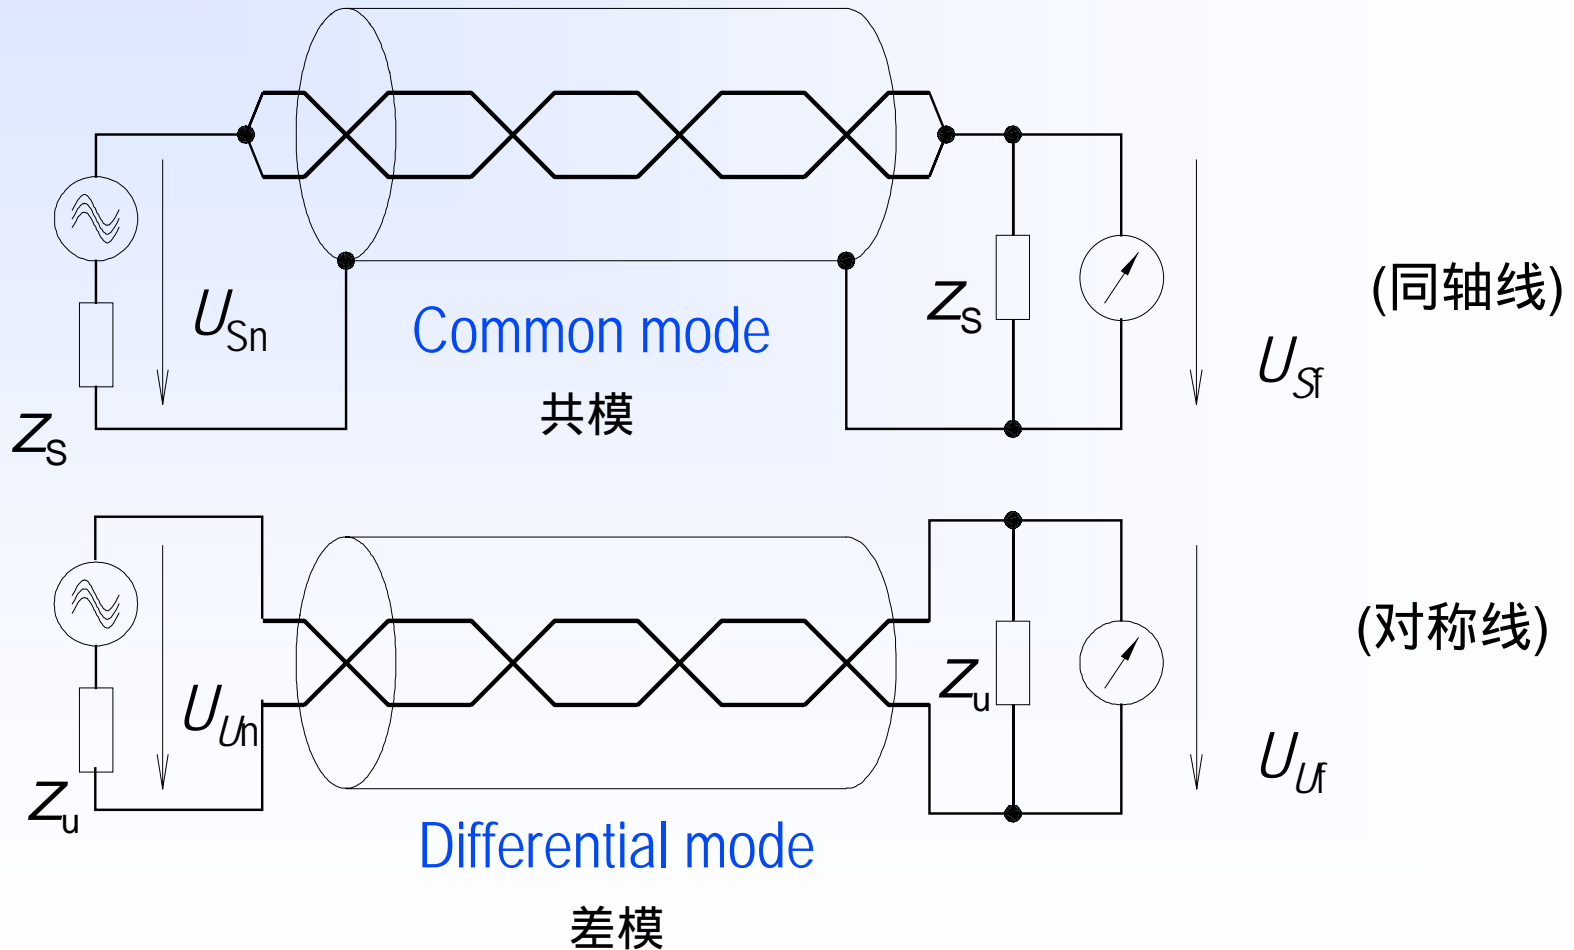 U_Sn
Z_S
Common mode
共模
Z_S
U_Sf
(同轴线)
U_Un
Z_u
Differential mode
差模
Z_u
U_Uf
(对称线)